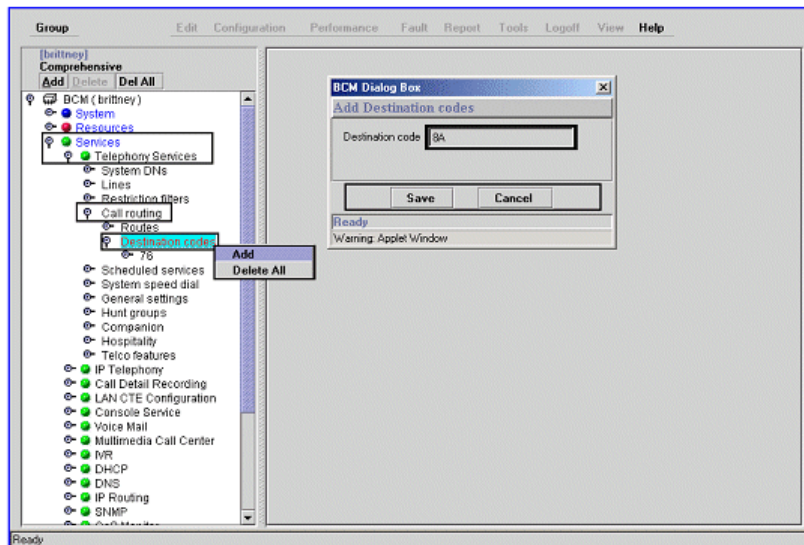 Group Edit Configuration Performance Fault Report Tools Logoff View Help
[brittney]
Comprehensive
Add Delete Del All
BCM ( brittney )
System
Resources
Services
Telephony Services
System DNs
Lines
Restriction filters
Call routing
Routes
Destination codes
76
Scheduled services
System speed dial
General settings
Hunt groups
Companion
Hospitality
Telco features
IP Telephony
Call Detail Recording
LAN CTE Configuration
Console Service
Voice Mail
Multimedia Call Center
IVR
DHCP
DNS
IP Routing
SNMP
Add
Delete All
BCM Dialog Box
Add Destination codes
Destination code 8A
Save Cancel
Ready
Warning: Applet Window
Ready